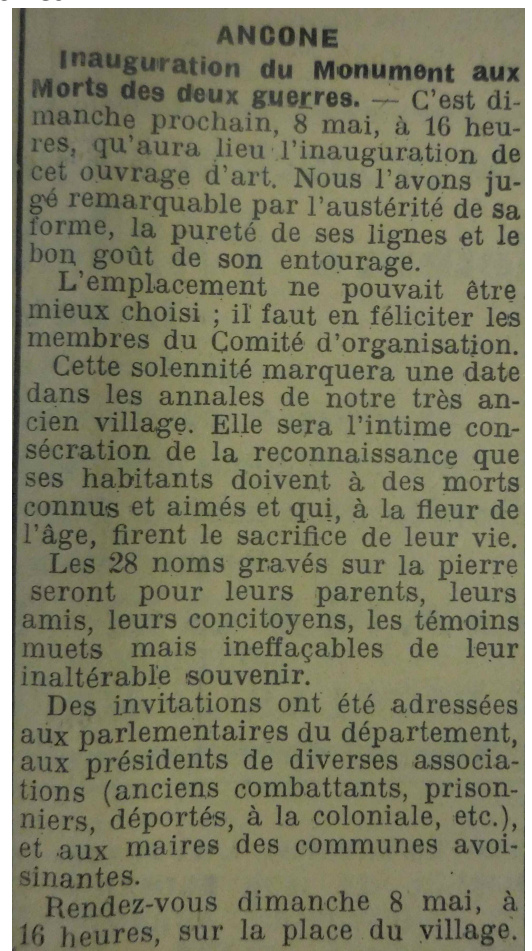 ANCONE
Inauguration du Monument aux
Morts des deux guerres. — C'est di-
manche prochain, 8 mai, à 16 heu-
res, qu'aura lieu l'inauguration de
cet ouvrage d'art. Nous l'avons ju-
gé remarquable par l'austérité de sa
forme, la pureté de ses lignes et le
bon goût de son entourage.
L'emplacement ne pouvait être
mieux choisi ; il faut en féliciter les
membres du Comité d'organisation.
Cette solennité marquera une date
dans les annales de notre très an-
cien village. Elle sera l'intime con-
sécration de la reconnaissance que
ses habitants doivent à des morts
connus et aimés et qui, à la fleur de
l'âge, firent le sacrifice de leur vie.
Les 28 noms gravés sur la pierre
seront pour leurs parents, leurs
amis, leurs concitoyens, les témoins
muets mais ineffaçables de leur
inaltérable souvenir.
Des invitations ont été adressées
aux parlementaires du département,
aux présidents de diverses associa-
tions (anciens combattants, prison-
niers, déportés, à la coloniale, etc.),
et aux maires des communes avoi-
sinantes.
Rendez-vous dimanche 8 mai, à
16 heures, sur la place du village.